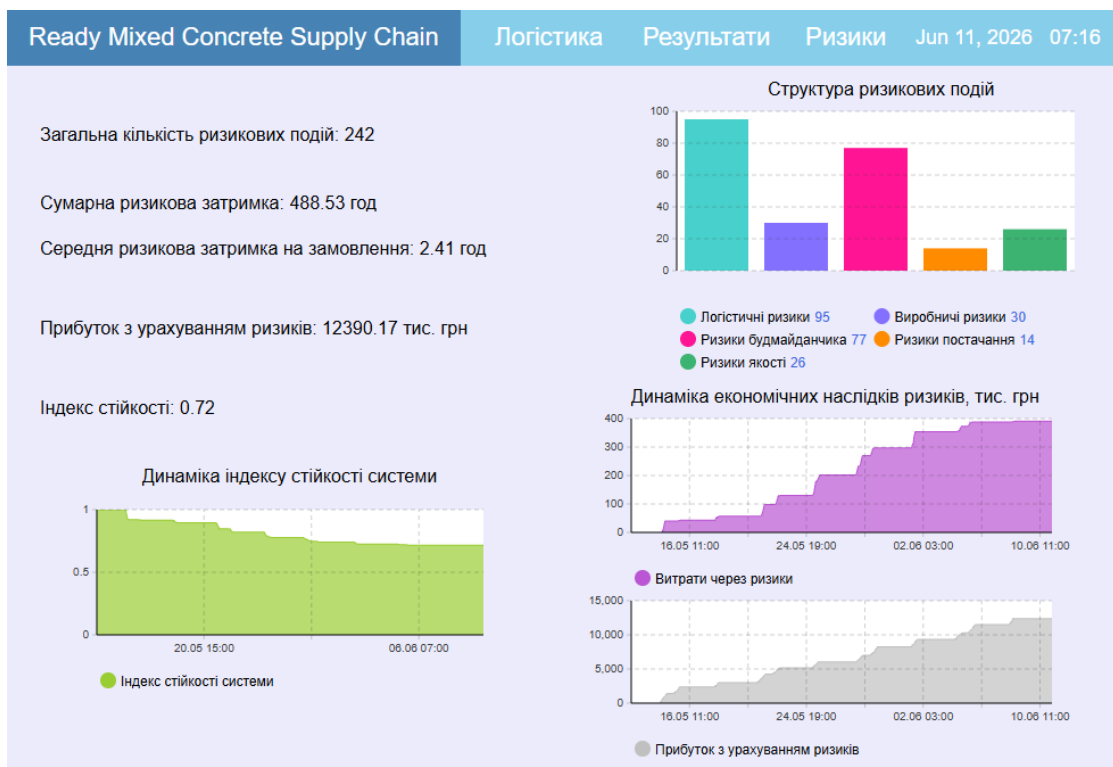 Ready Mixed Concrete Supply Chain Логістика Результати Ризики Jun 11, 2026 07:16
Загальна кількість ризикових подій: 242
Сумарна ризикова затримка: 488.53 год
Середня ризикова затримка на замовлення: 2.41 год
Прибуток з урахуванням ризиків: 12390.17 тис. грн
Індекс стійкості: 0.72
Динаміка індексу стійкості системи
1
0.5
0
20.05 15:00 06.06 07:00
Індекс стійкості системи
Структура ризикових подій
100
80
60
40
20
0
Логістичні ризики 95 Виробничі ризики 30
Ризики будмайданчика 77 Ризики постачання 14
Ризики якості 26
Динаміка економічних наслідків ризиків, тис. грн
400
300
200
100
0
16.05 11:00 24.05 19:00 02.06 03:00 10.06 11:00
Витрати через ризики
15,000
10,000
5,000
0
16.05 11:00 24.05 19:00 02.06 03:00 10.06 11:00
Прибуток з урахуванням ризиків